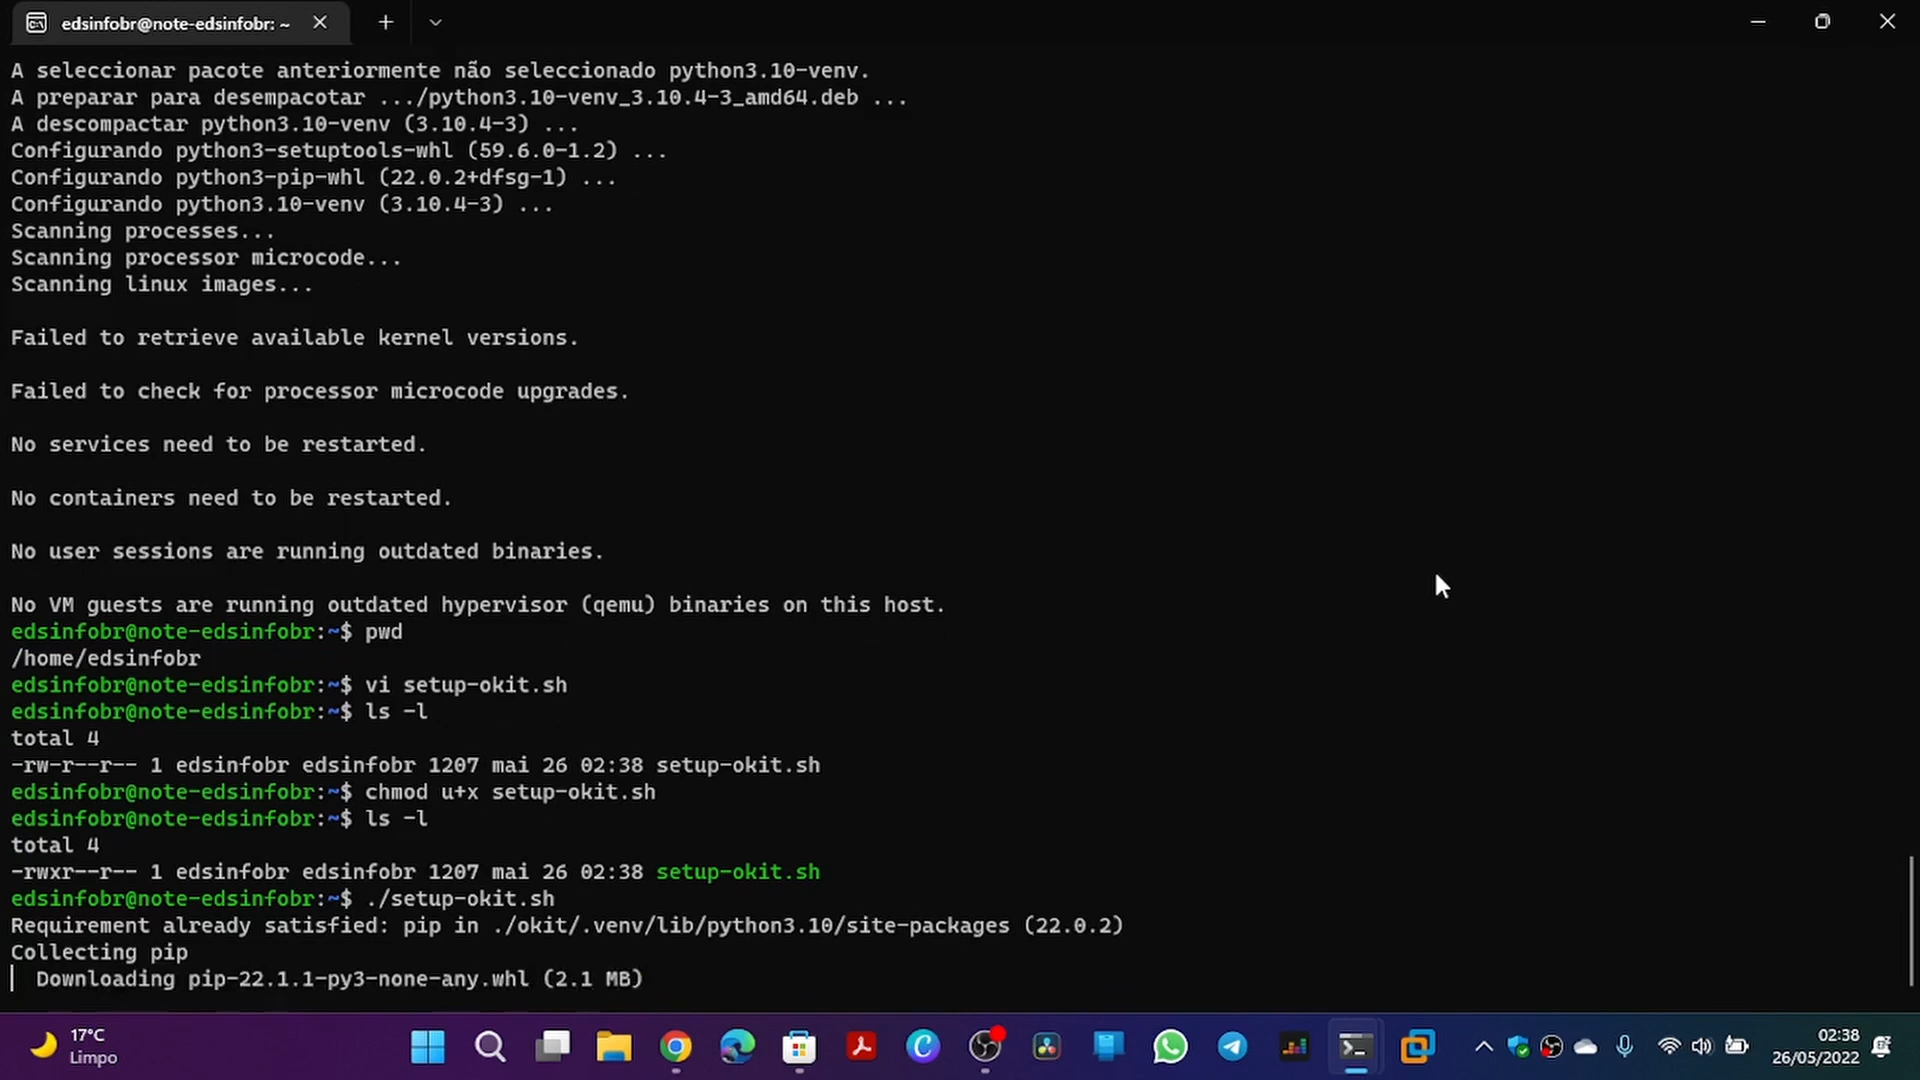 edsinfobr@note-edsinfobr: ~
A seleccionar pacote anteriormente não seleccionado python3.10-venv.
A preparar para desempacotar .../python3.10-venv_3.10.4-3_amd64.deb ...
A descompactar python3.10-venv (3.10.4-3) ...
Configurando python3-setuptools-whl (59.6.0-1.2) ...
Configurando python3-pip-whl (22.0.2+dfsg-1) ...
Configurando python3.10-venv (3.10.4-3) ...
Scanning processes...
Scanning processor microcode...
Scanning linux images...
Failed to retrieve available kernel versions.
Failed to check for processor microcode upgrades.
No services need to be restarted.
No containers need to be restarted.
No user sessions are running outdated binaries.
No VM guests are running outdated hypervisor (qemu) binaries on this host.
edsinfobr@note-edsinfobr:~$ pwd
/home/edsinfobr
edsinfobr@note-edsinfobr:~$ vi setup-okit.sh
edsinfobr@note-edsinfobr:~$ ls -l
total 4
-rw-r--r-- 1 edsinfobr edsinfobr 1207 mai 26 02:38 setup-okit.sh
edsinfobr@note-edsinfobr:~$ chmod u+x setup-okit.sh
edsinfobr@note-edsinfobr:~$ ls -l
total 4
-rwxr--r-- 1 edsinfobr edsinfobr 1207 mai 26 02:38 setup-okit.sh
edsinfobr@note-edsinfobr:~$ ./setup-okit.sh
Requirement already satisfied: pip in ./okit/.venv/lib/python3.10/site-packages (22.0.2)
Collecting pip
  Downloading pip-22.1.1-py3-none-any.whl (2.1 MB)
17°C
Limpo
02:38
26/05/2022